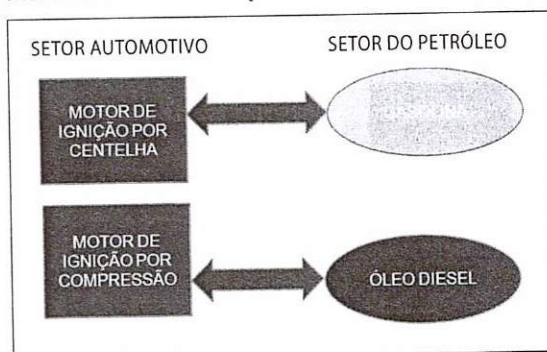 SETOR AUTOMOTIVO
SETOR DO PETRÓLEO
MOTOR DE
IGNIÇÃO POR
CENTELHA
MOTOR DE
IGNIÇÃO POR
COMPRESSÃO
ÓLEO DIESEL